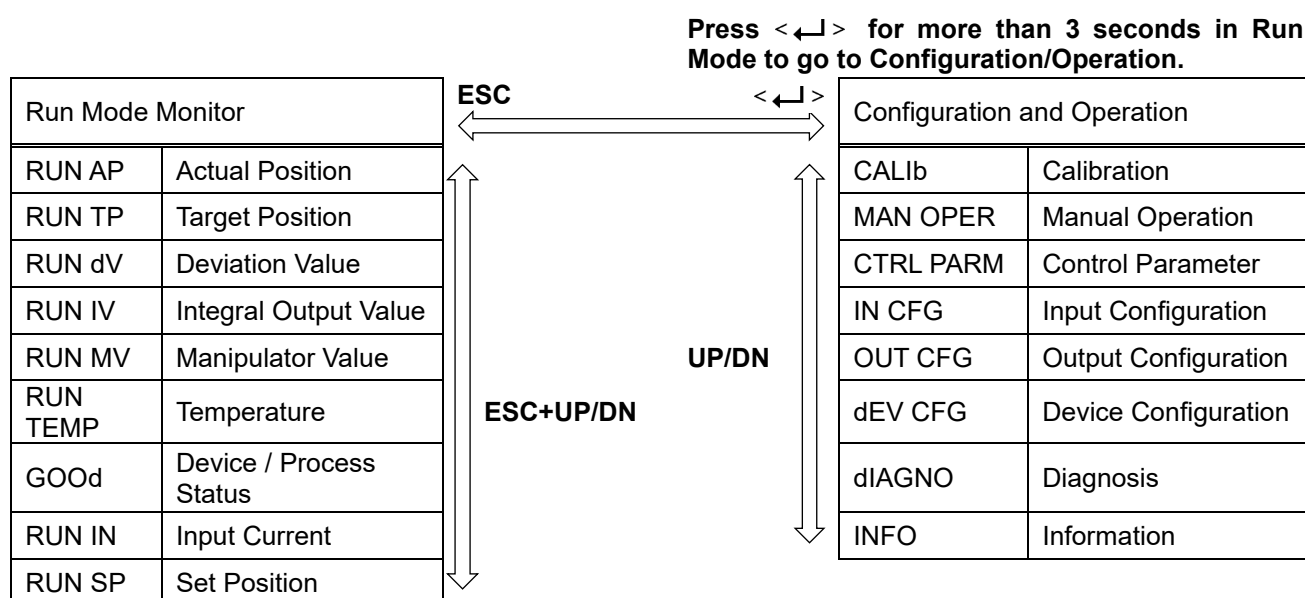 Press <↵> for more than 3 seconds in Run
Mode to go to Configuration/Operation.
Run Mode Monitor
ESC
<↵>
Configuration and Operation
RUN AP Actual Position
RUN TP Target Position
RUN dV Deviation Value
RUN IV Integral Output Value
RUN MV Manipulator Value
RUN
TEMP
Temperature
GOOd
Device / Process
Status
RUN IN Input Current
RUN SP Set Position
ESC+UP/DN
UP/DN
CALIb Calibration
MAN OPER Manual Operation
CTRL PARM Control Parameter
IN CFG Input Configuration
OUT CFG Output Configuration
dEV CFG Device Configuration
dIAGNO Diagnosis
INFO Information